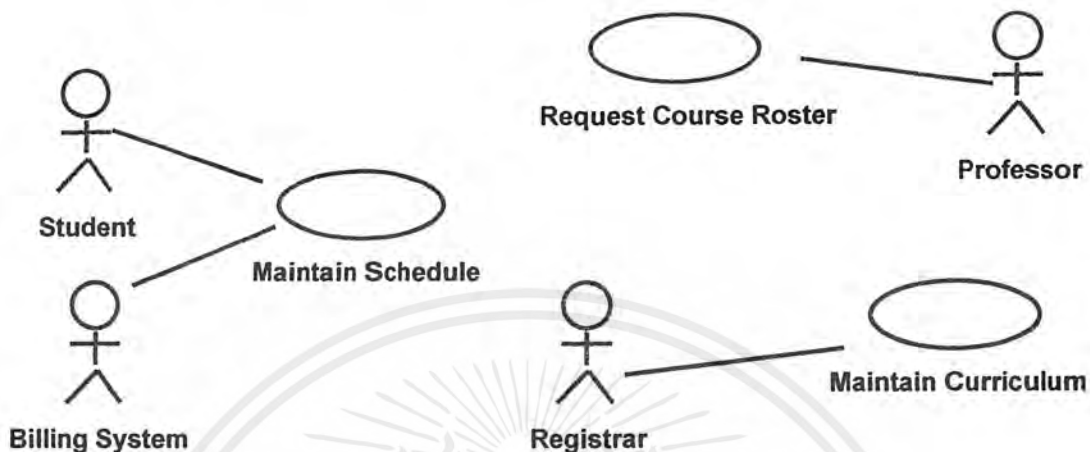 Request Course Roster
Professor
Student
Maintain Schedule
Maintain Curriculum
Billing System
Registrar